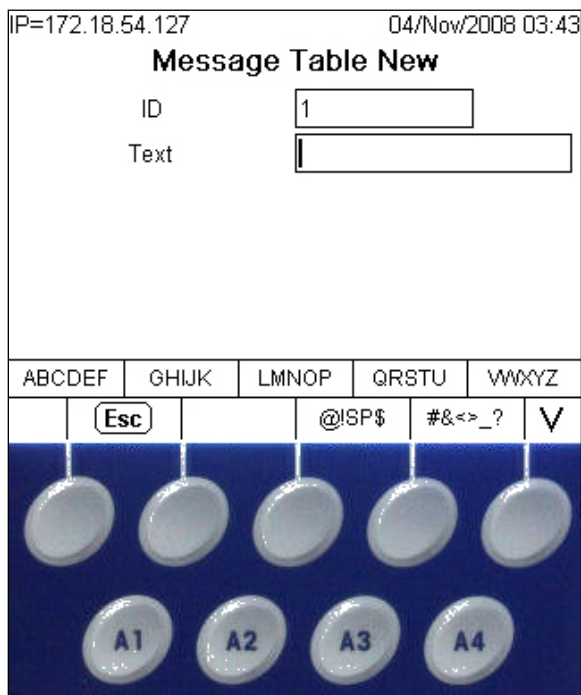 IP=172.18.54.127 04/Nov/2008 03:43
Message Table New
ID 1
Text
ABCDEF GHIJK LMNOP QRSTU VWXYZ
Esc @!SP$ #&<>_? V
A1 A2 A3 A4